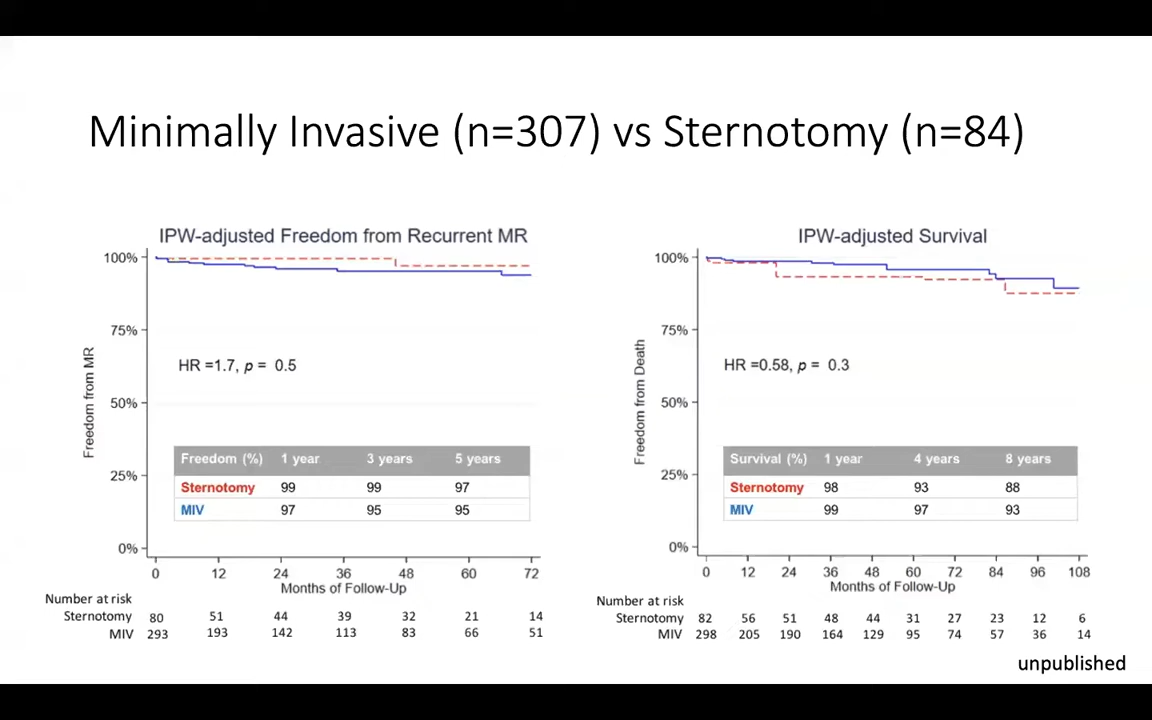 Minimally Invasive (n=307) vs Sternotomy (n=84)
IPW-adjusted Freedom from Recurrent MR
Freedom from MR
100%
75%
50%
25%
0%
HR =1.7, p = 0.5
Freedom (%) 1 year 3 years 5 years
Sternotomy 99 99 97
MIV 97 95 95
0 12 24 36 48 60 72
Months of Follow-Up
Number at risk
Sternotomy 80 51 44 39 32 21 14
MIV 293 193 142 113 83 66 51
IPW-adjusted Survival
Freedom from Death
100%
75%
50%
25%
0%
HR =0.58, p = 0.3
Survival (%) 1 year 4 years 8 years
Sternotomy 98 93 88
MIV 99 97 93
0 12 24 36 48 60 72 84 96 108
Months of Follow-Up
Number at risk
Sternotomy 82 56 51 48 44 31 27 23 12 6
MIV 298 205 190 164 129 95 74 57 36 14
unpublished